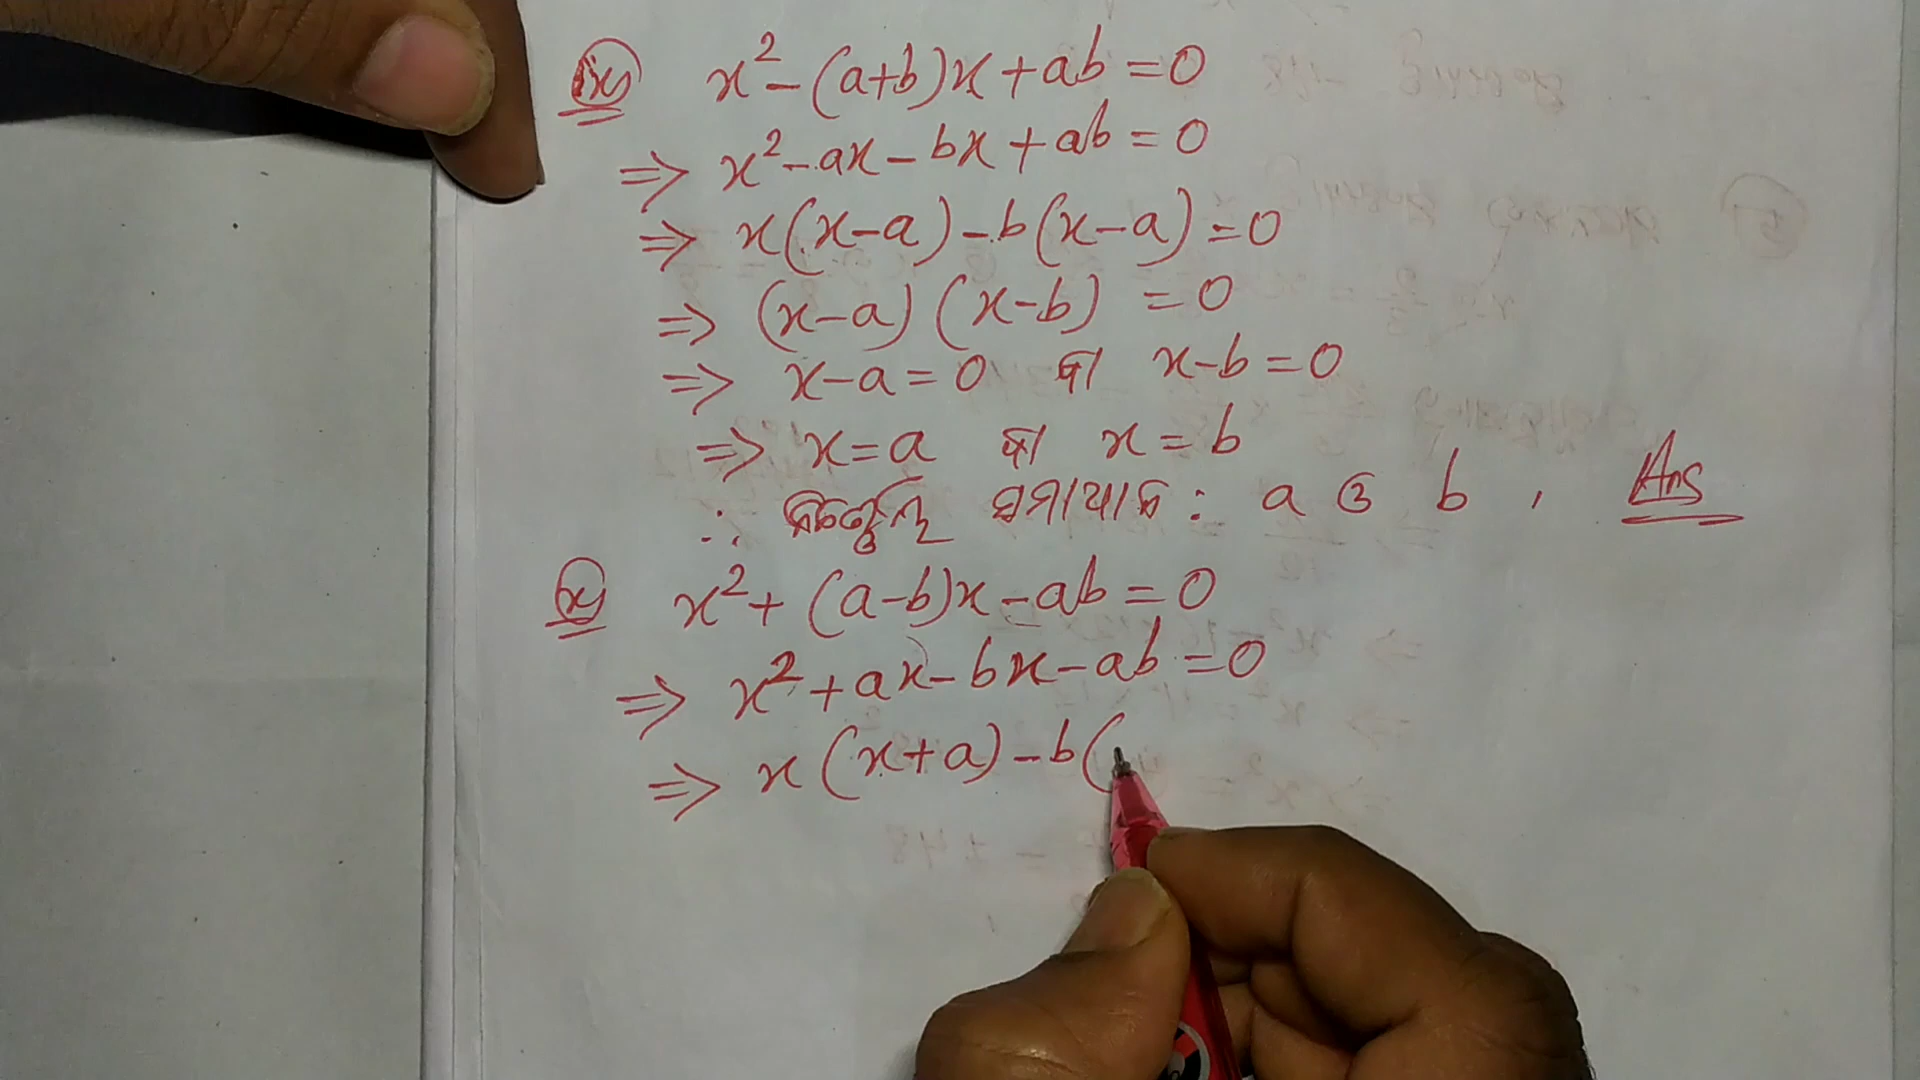 (ix) x² - (a+b)x + ab = 0
⇒ x² - ax - bx + ab = 0
⇒ x(x-a) - b(x-a) = 0
⇒ (x-a) (x-b) = 0
⇒ x-a = 0 ବା x-b = 0
⇒ x = a ବା x = b
∴ ନିର୍ଣ୍ଣେୟ ସମାଧାନ : a ଓ b , Ans
(x) x² + (a-b)x - ab = 0
⇒ x² + ax - bx - ab = 0
⇒ x (x+a) - b(